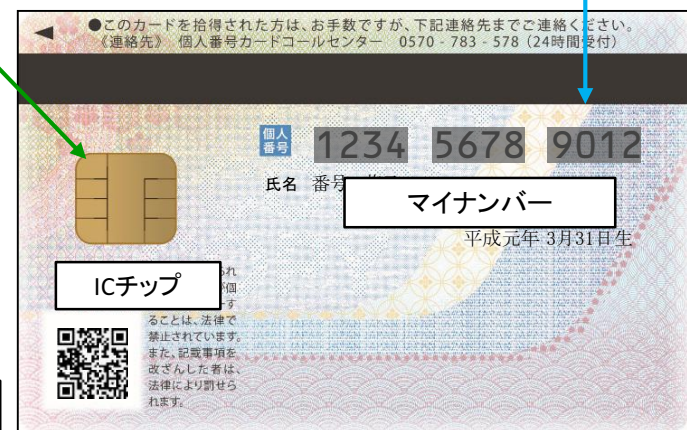 ●このカードを拾得された方は、お手数ですが、下記連絡先までご連絡ください。
《連絡先》 個人番号カードコールセンター 0570 - 783 - 578（24時間受付）
個人番号 1234 5678 9012
氏名 番号
マイナンバー
平成元年 3月31日生
ICチップ
ることは、法律で
禁止されています。
また、記載事項を
改ざんした者は、
法律により罰せら
れます。